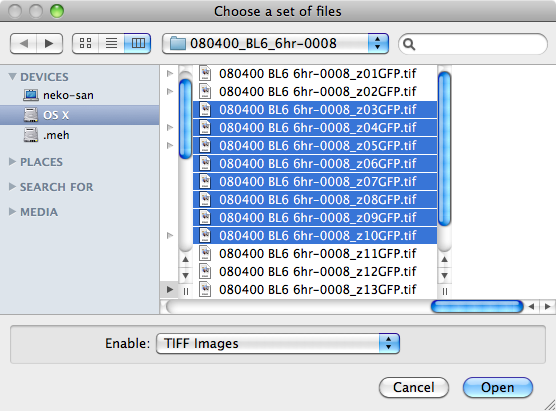 Choose a set of files
080400_BL6_6hr-0008
DEVICES
neko-san
OS X
.meh
PLACES
SEARCH FOR
MEDIA
080400 BL6 6hr-0008_z01GFP.tif
080400 BL6 6hr-0008_z02GFP.tif
080400 BL6 6hr-0008_z03GFP.tif
080400 BL6 6hr-0008_z04GFP.tif
080400 BL6 6hr-0008_z05GFP.tif
080400 BL6 6hr-0008_z06GFP.tif
080400 BL6 6hr-0008_z07GFP.tif
080400 BL6 6hr-0008_z08GFP.tif
080400 BL6 6hr-0008_z09GFP.tif
080400 BL6 6hr-0008_z10GFP.tif
080400 BL6 6hr-0008_z11GFP.tif
080400 BL6 6hr-0008_z12GFP.tif
080400 BL6 6hr-0008_z13GFP.tif
Enable: TIFF Images
Cancel Open